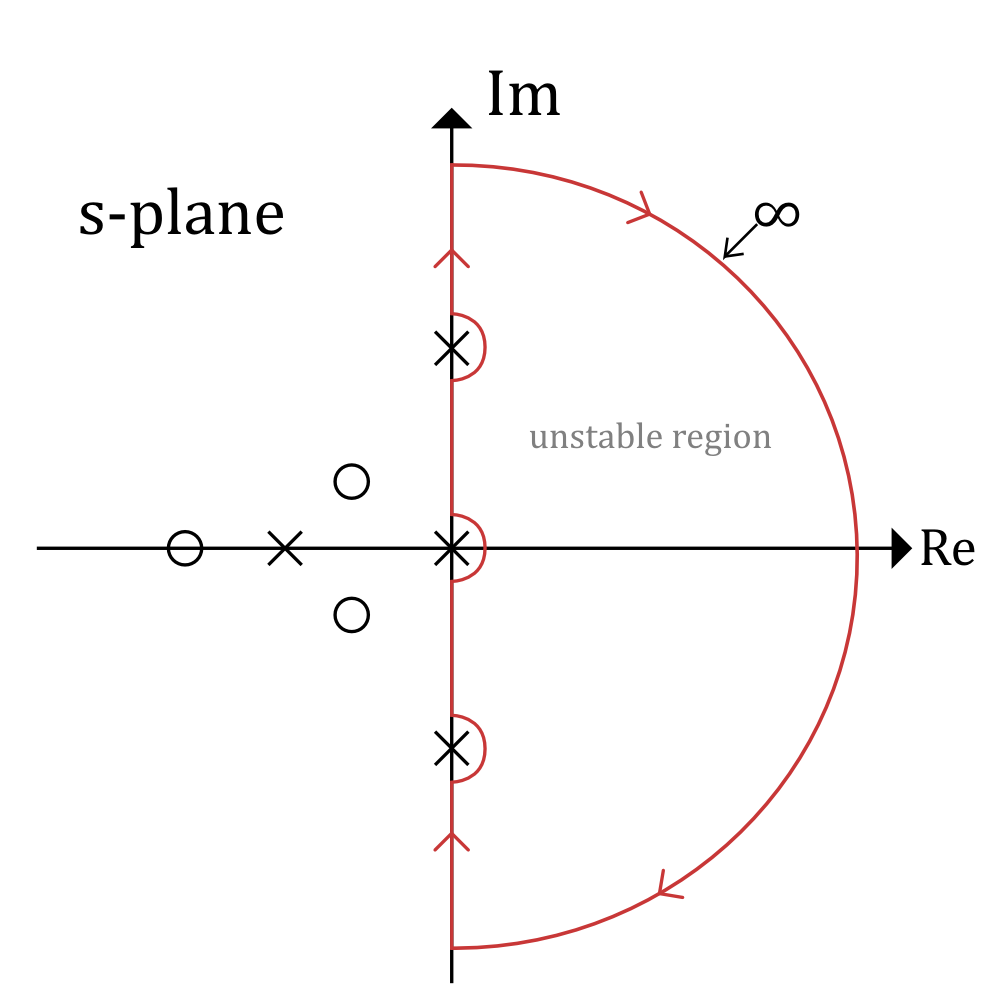 Im
s-plane
∞
unstable region
Re